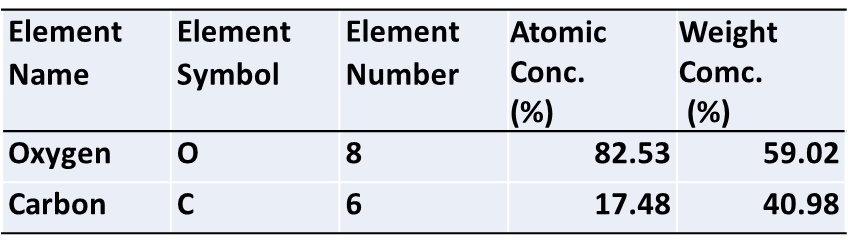 Element Name Element Symbol Element Number Atomic Conc. (%) Weight Comc. (%)
Oxygen O 8 82.53 59.02
Carbon C 6 17.48 40.98